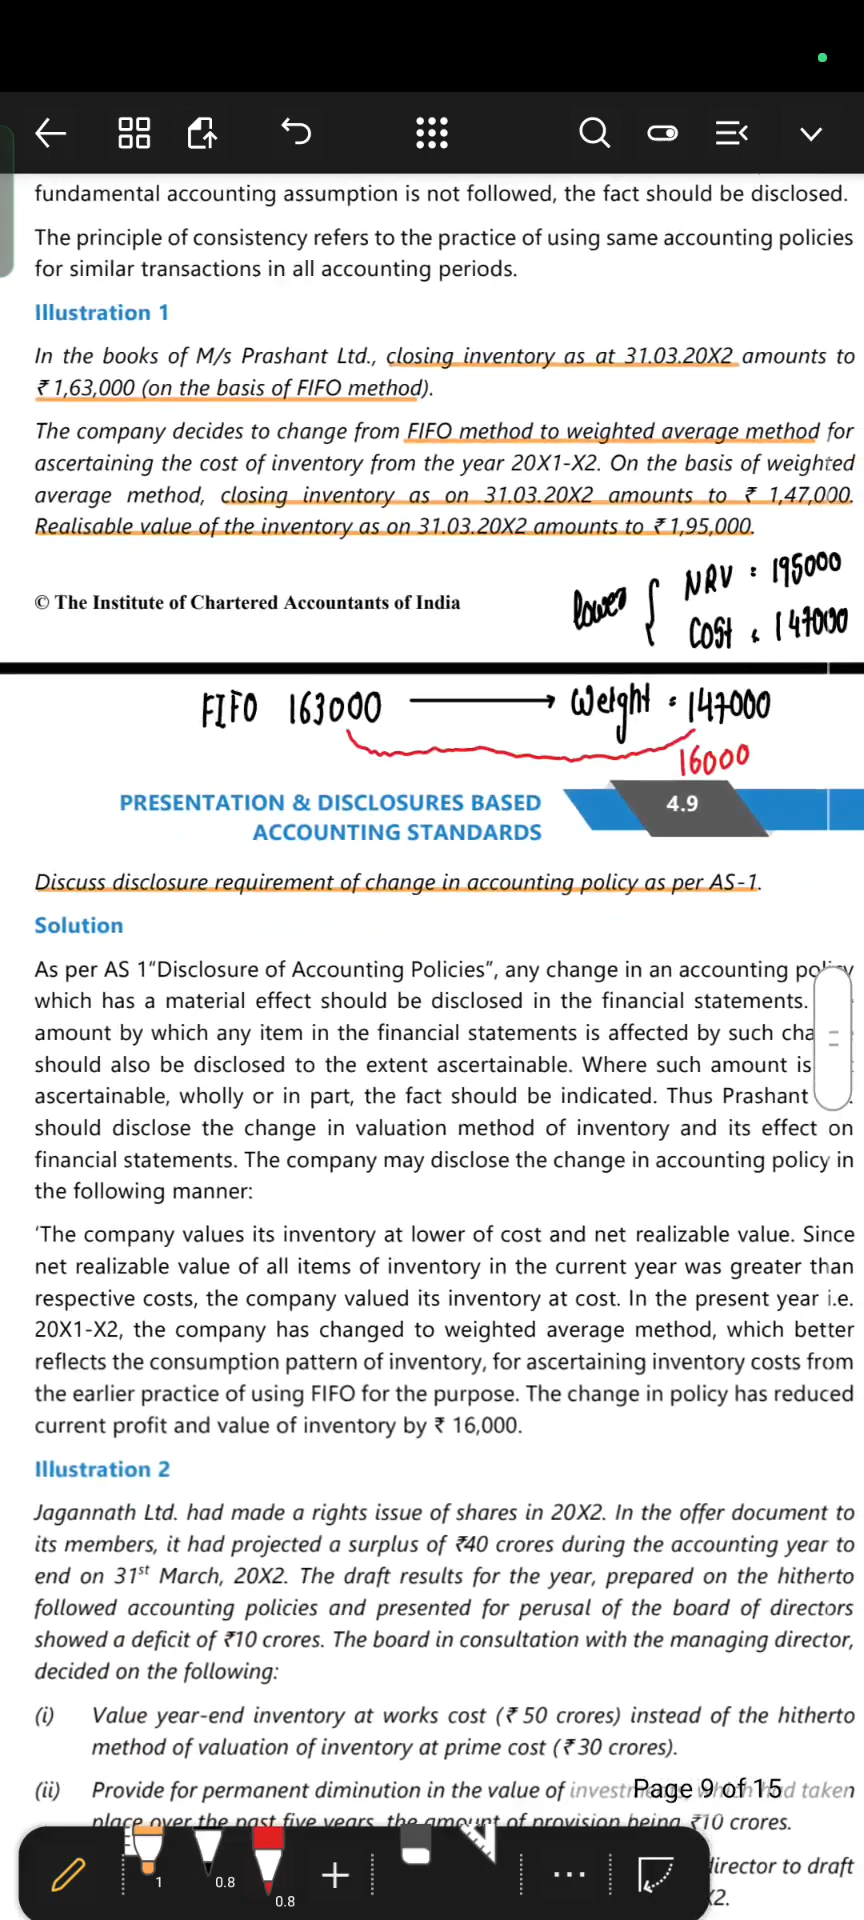 fundamental accounting assumption is not followed, the fact should be disclosed.
The principle of consistency refers to the practice of using same accounting policies
for similar transactions in all accounting periods.
Illustration 1
In the books of M/s Prashant Ltd., closing inventory as at 31.03.20X2 amounts to
₹ 1,63,000 (on the basis of FIFO method).
The company decides to change from FIFO method to weighted average method for
ascertaining the cost of inventory from the year 20X1-X2. On the basis of weighted
average method, closing inventory as on 31.03.20X2 amounts to ₹ 1,47,000.
Realisable value of the inventory as on 31.03.20X2 amounts to ₹ 1,95,000.
lower { NRV : 195000
COST : 147000
© The Institute of Chartered Accountants of India
FIFO 163000 → Weight : 147000
16000
PRESENTATION & DISCLOSURES BASED
ACCOUNTING STANDARDS
4.9
Discuss disclosure requirement of change in accounting policy as per AS-1.
Solution
As per AS 1"Disclosure of Accounting Policies", any change in an accounting policy
which has a material effect should be disclosed in the financial statements.
amount by which any item in the financial statements is affected by such cha
should also be disclosed to the extent ascertainable. Where such amount is
ascertainable, wholly or in part, the fact should be indicated. Thus Prashant
should disclose the change in valuation method of inventory and its effect on
financial statements. The company may disclose the change in accounting policy in
the following manner:
'The company values its inventory at lower of cost and net realizable value. Since
net realizable value of all items of inventory in the current year was greater than
respective costs, the company valued its inventory at cost. In the present year i.e.
20X1-X2, the company has changed to weighted average method, which better
reflects the consumption pattern of inventory, for ascertaining inventory costs from
the earlier practice of using FIFO for the purpose. The change in policy has reduced
current profit and value of inventory by ₹ 16,000.
Illustration 2
Jagannath Ltd. had made a rights issue of shares in 20X2. In the offer document to
its members, it had projected a surplus of ₹40 crores during the accounting year to
end on 31st March, 20X2. The draft results for the year, prepared on the hitherto
followed accounting policies and presented for perusal of the board of directors
showed a deficit of ₹10 crores. The board in consultation with the managing director,
decided on the following:
(i) Value year-end inventory at works cost (₹ 50 crores) instead of the hitherto
method of valuation of inventory at prime cost (₹ 30 crores).
(ii) Provide for permanent diminution in the value of investments which had taken
Page 9 of 15
place over the past five years, the amount of provision being ₹10 crores.
director to draft
X2.
1
0.8
0.8